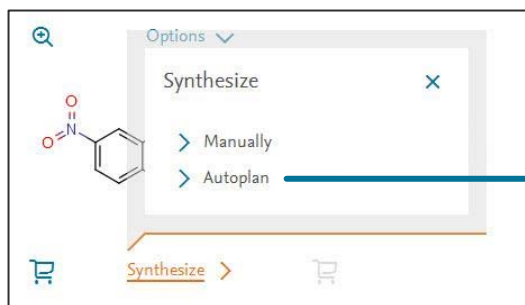 Options
Synthesize
Manually
Autoplan
O
N
O
Synthesize